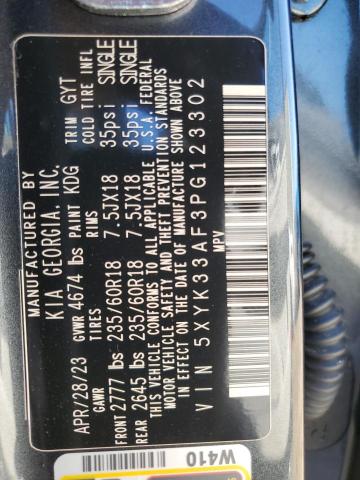 MANUFACTURED BY
KIA GEORGIA, INC.
APR/28/23 GVWR 4674 lbs PAINT KDG TRIM GYT
GAWR TIRES RIMS COLD TIRE INFL
FRONT 2777 lbs 235/60R18 7.5JX18 35psi SINGLE
REAR 2645 lbs 235/60R18 7.5JX18 35psi SINGLE
THIS VEHICLE CONFORMS TO ALL APPLICABLE U.S.A. FEDERAL
MOTOR VEHICLE SAFETY AND THEFT PREVENTION STANDARDS
IN EFFECT ON THE DATE OF MANUFACTURE SHOWN ABOVE
VIN 5XYK33AF3PG123302
MPV
W410